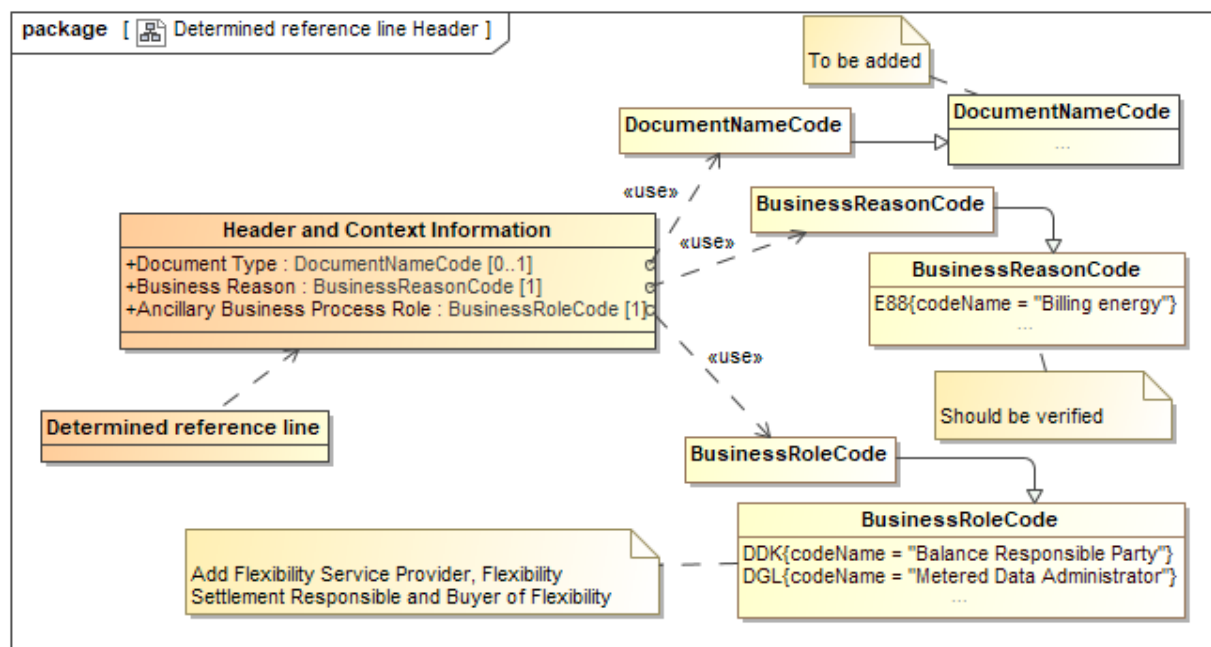 package [ Determined reference line Header ]
To be added
DocumentNameCode
DocumentNameCode
...
«use»
BusinessReasonCode
«use»
Header and Context Information
+Document Type : DocumentNameCode [0..1]
+Business Reason : BusinessReasonCode [1]
+Ancillary Business Process Role : BusinessRoleCode [1]
BusinessReasonCode
E88{codeName = "Billing energy"}
...
«use»
Should be verified
Determined reference line
BusinessRoleCode
BusinessRoleCode
DDK{codeName = "Balance Responsible Party"}
DGL{codeName = "Metered Data Administrator"}
...
Add Flexibility Service Provider, Flexibility
Settlement Responsible and Buyer of Flexibility